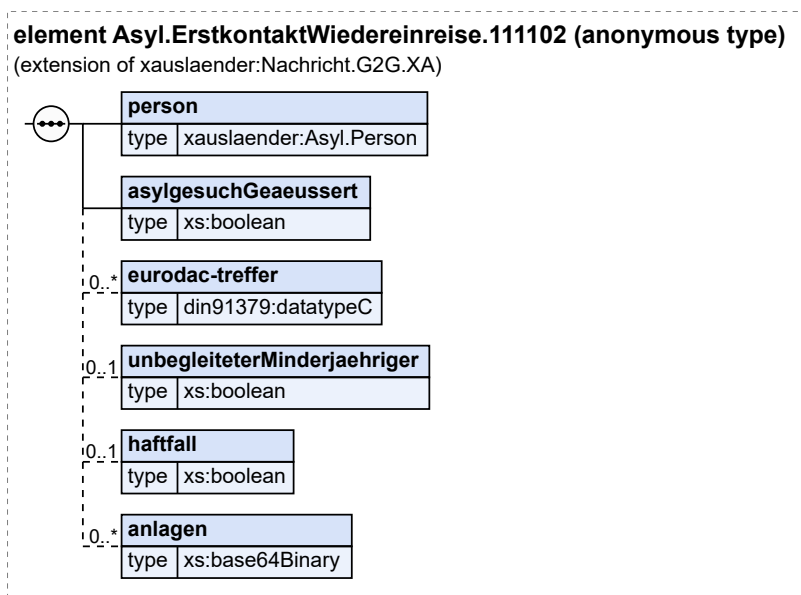 element Asyl.ErstkontaktWiedereinreise.111102 (anonymous type)
(extension of xauslaender:Nachricht.G2G.XA)
person
type xauslaender:Asyl.Person
asylgesuchGeaeussert
type xs:boolean
0..* eurodac-treffer
type din91379:datatypeC
0..1 unbegleiteterMinderjaehriger
type xs:boolean
0..1 haftfall
type xs:boolean
0..* anlagen
type xs:base64Binary